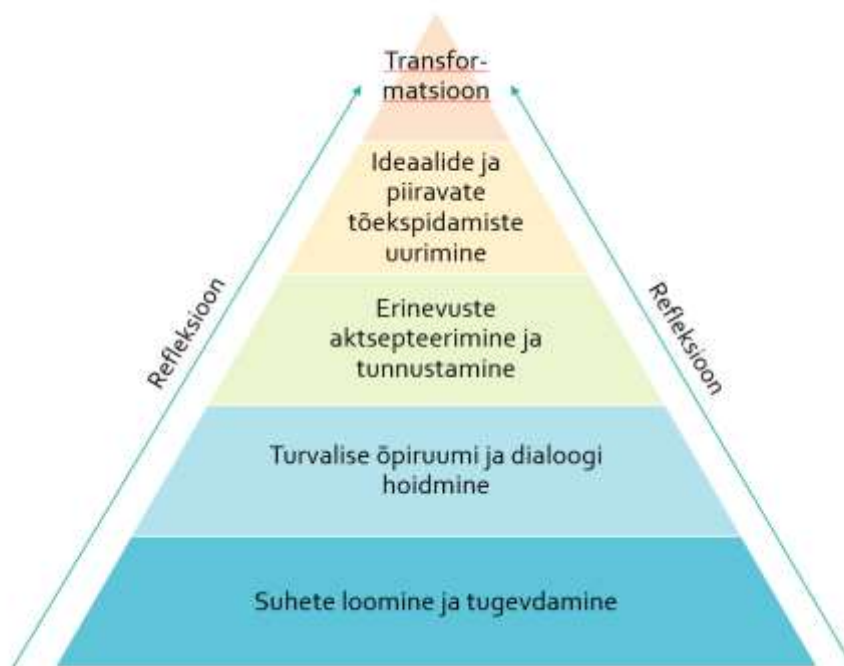 Transfor-
matsioon
Ideaalide ja
piiravate
tõekspidamiste
uurimine
Erinevuste
aktsepteerimine ja
tunnustamine
Turvalise õpiruumi ja dialoogi
hoidmine
Suhete loomine ja tugevdamine
Refleksioon
Refleksioon